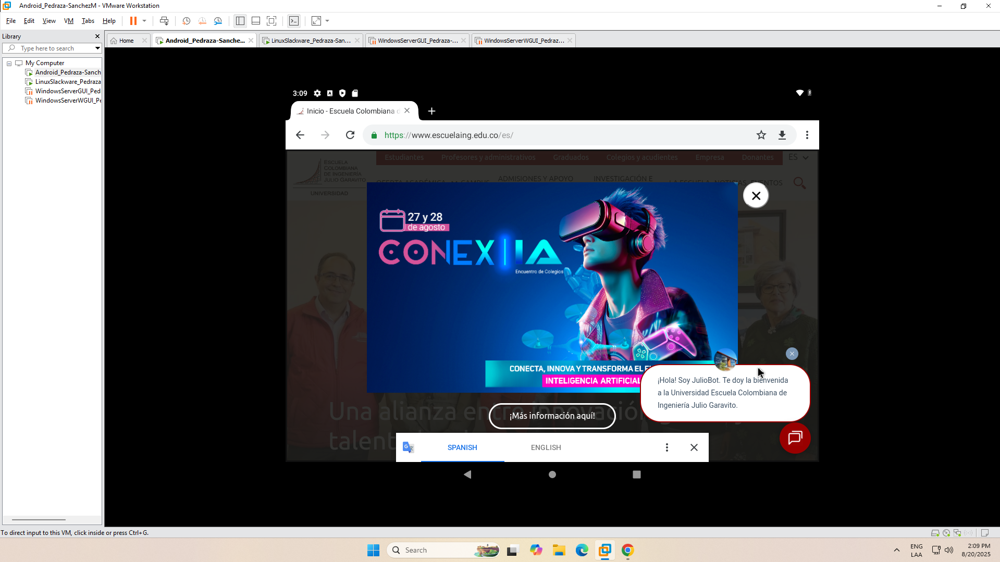 Android_Pedraza-SanchezM - VMware Workstation
File Edit View VM Tabs Help
Library
Type here to search
My Computer
Android_Pedraza-Sanch
LinuxSlackware_Pedraza
WindowsServerGUI_Ped
WindowsServerWGUI_Pe
Home
Android_Pedraza-Sanche...
LinuxSlackware_Pedraza-San...
WindowsServerGUI_Pedraza-...
WindowsServerWGUI_Pedraz...
3:09
Inicio - Escuela Colombiana d
https://www.escuelaing.edu.co/es/
Estudiantes Profesores y administrativos Graduados Colegios y acudientes Empresa Donantes ES
ESCUELA
COLOMBIANA
DE INGENIERÍA
JULIO GARAVITO
UNIVERSIDAD
OFERTA ACADÉMICA CAMPUS ADMISIONES Y APOYO INVESTIGACIÓN E LA ESCUELA NOTICIAS EVENTOS
27 y 28
de agosto
CONEX IA
Encuentro de Colegios
CONECTA, INNOVA Y TRANSFORMA EL
INTELIGENCIA ARTIFICIAL
¡Hola! Soy JulioBot. Te doy la bienvenida
a la Universidad Escuela Colombiana de
Ingeniería Julio Garavito.
Una alianza entre innovación
¡Más información aquí!
SPANISH
ENGLISH
To direct input to this VM, click inside or press Ctrl+G.
Search
ENG
LAA
2:09 PM
8/20/2025